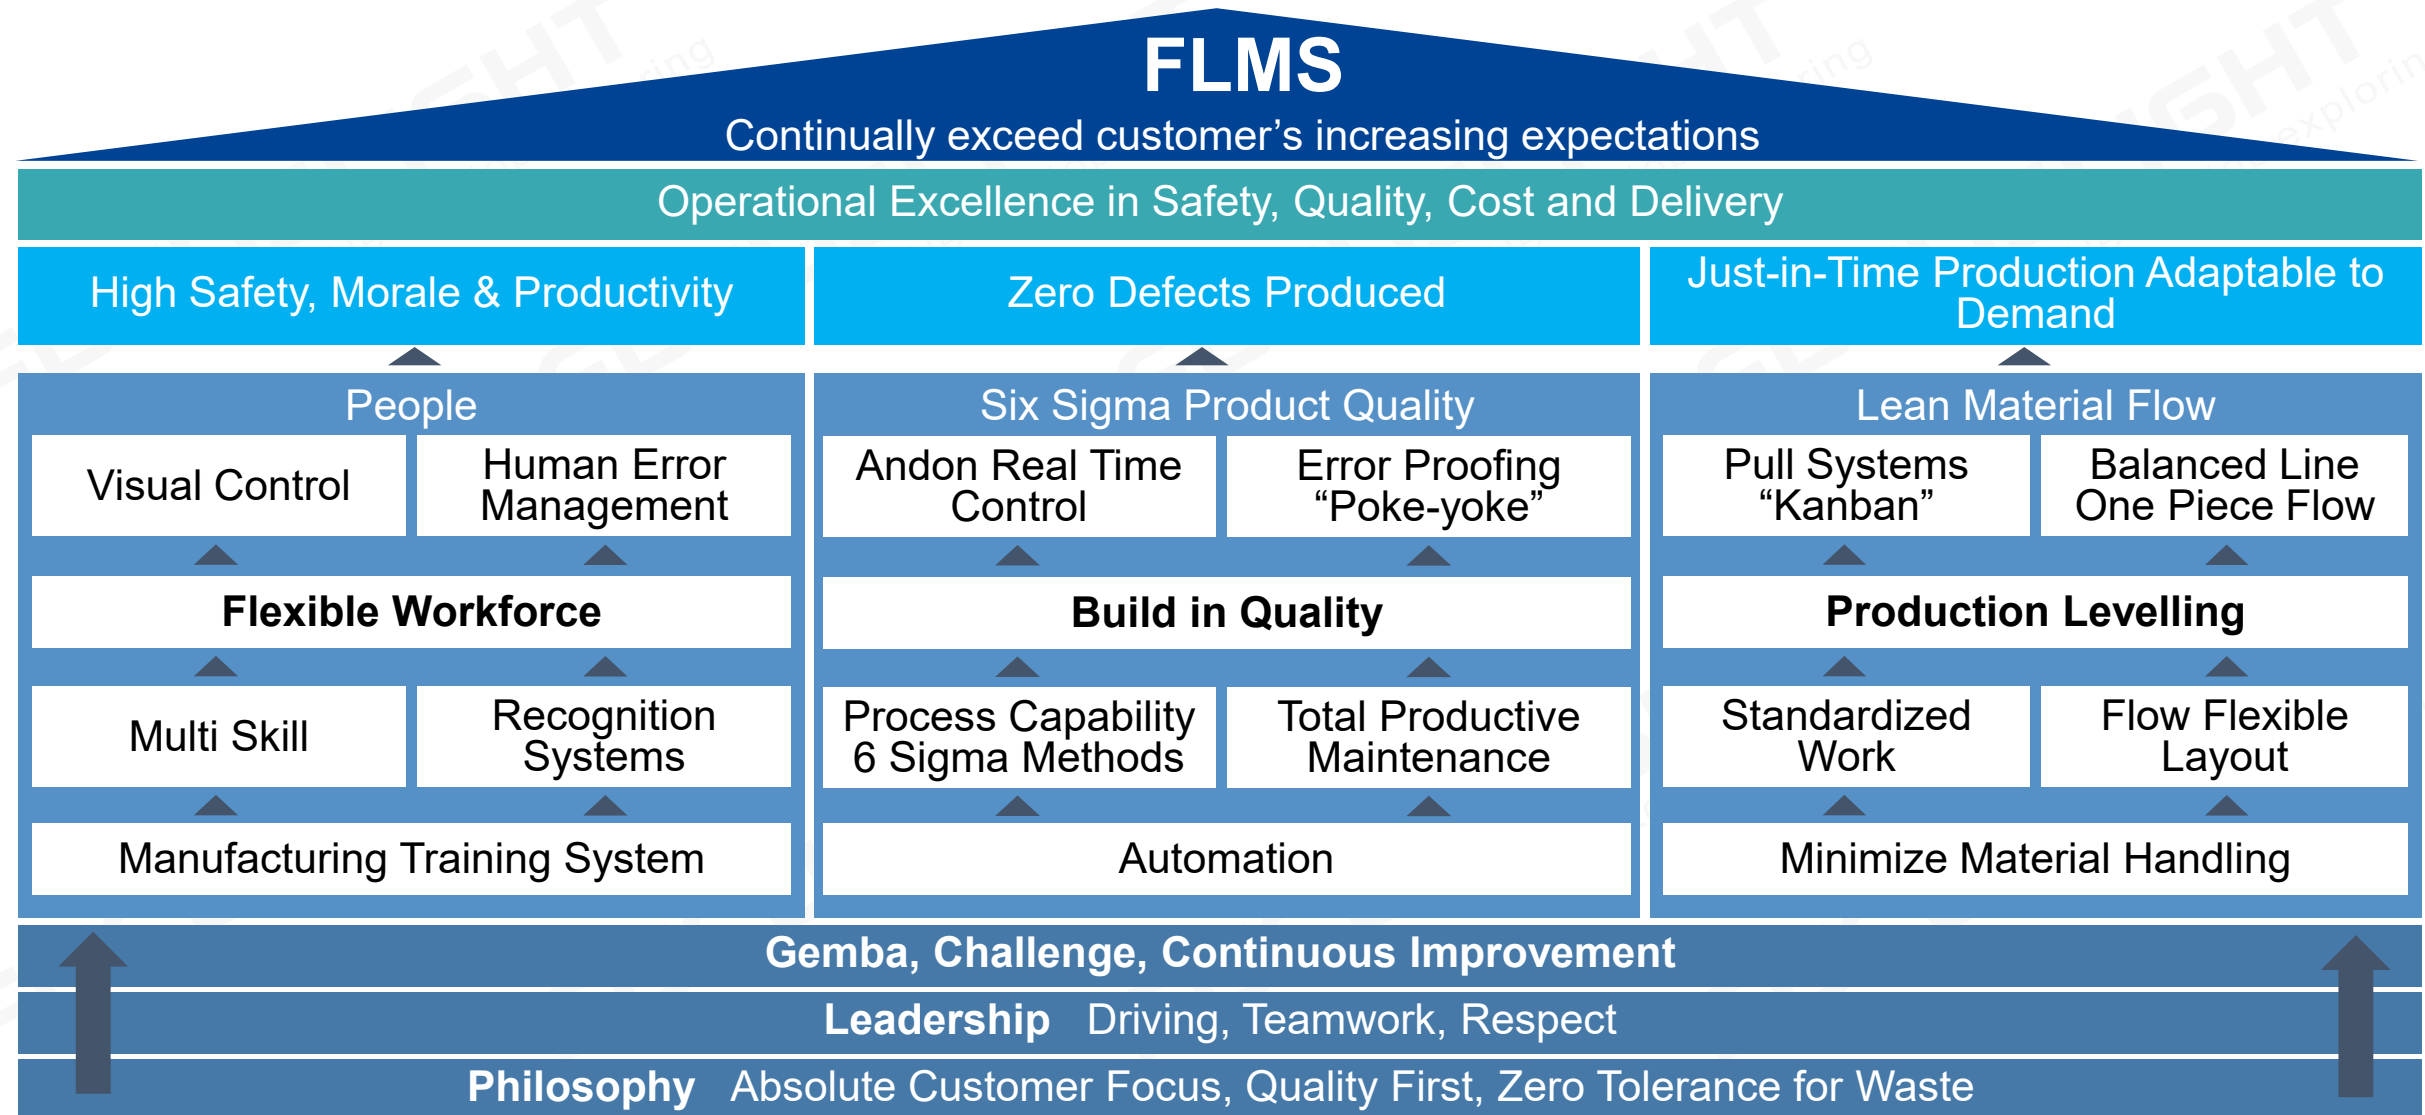 FLMS
Continually exceed customer’s increasing expectations
Operational Excellence in Safety, Quality, Cost and Delivery
High Safety, Morale & Productivity
Zero Defects Produced
Just-in-Time Production Adaptable to
Demand
People
Visual Control
Human Error
Management
Flexible Workforce
Multi Skill
Recognition
Systems
Manufacturing Training System
Six Sigma Product Quality
Andon Real Time
Control
Error Proofing
“Poke-yoke”
Build in Quality
Process Capability
6 Sigma Methods
Total Productive
Maintenance
Automation
Lean Material Flow
Pull Systems
“Kanban”
Balanced Line
One Piece Flow
Production Levelling
Standardized
Work
Flow Flexible
Layout
Minimize Material Handling
Gemba, Challenge, Continuous Improvement
Leadership Driving, Teamwork, Respect
Philosophy Absolute Customer Focus, Quality First, Zero Tolerance for Waste